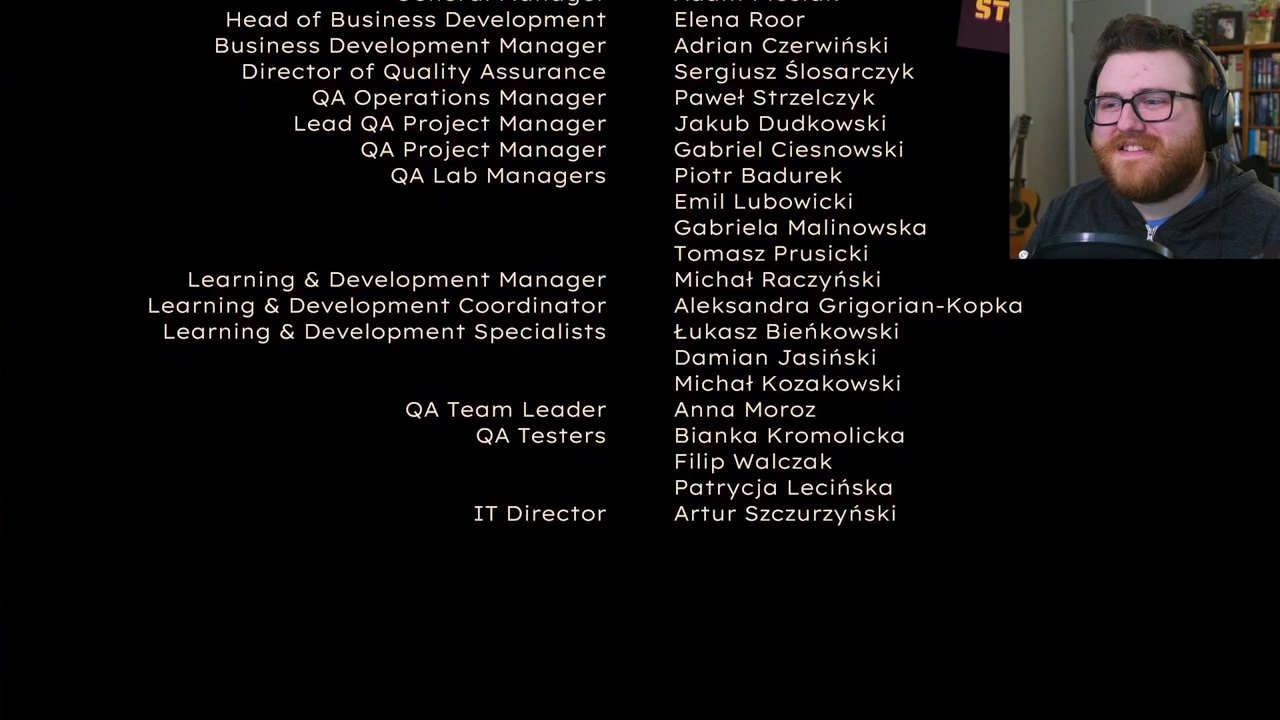 General Manager
Head of Business Development Elena Roor
Business Development Manager Adrian Czerwiński
Director of Quality Assurance Sergiusz Ślosarczyk
QA Operations Manager Paweł Strzelczyk
Lead QA Project Manager Jakub Dudkowski
QA Project Manager Gabriel Ciesnowski
QA Lab Managers Piotr Badurek
Emil Lubowicki
Gabriela Malinowska
Tomasz Prusicki
Learning & Development Manager Michał Raczyński
Learning & Development Coordinator Aleksandra Grigorian-Kopka
Learning & Development Specialists Łukasz Bieńkowski
Damian Jasiński
Michał Kozakowski
QA Team Leader Anna Moroz
QA Testers Bianka Kromolicka
Filip Walczak
Patrycja Lecińska
IT Director Artur Szczurzyński